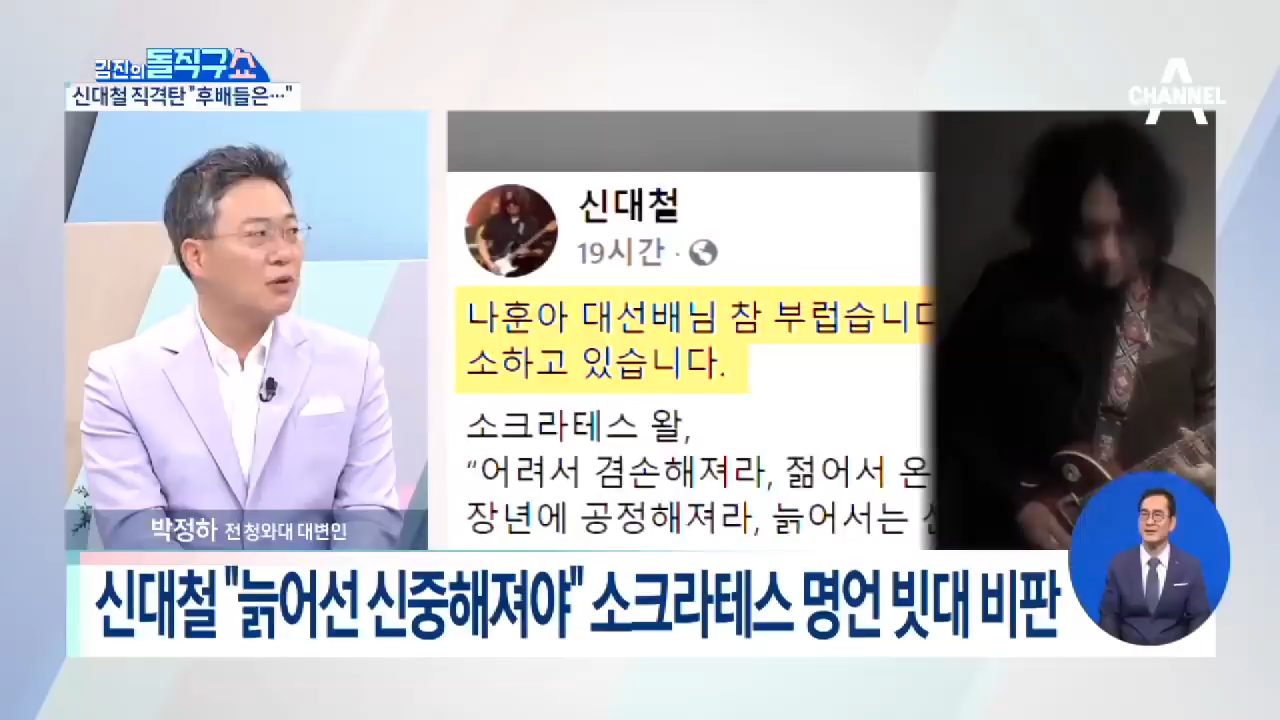 김진의 돌직구쇼
신대철 직격탄 "후배들은…"
CHANNEL A
신대철
19시간 ·
나훈아 대선배님 참 부럽습니다
소하고 있습니다.
소크라테스 왈,
“어려서 겸손해져라, 젊어서 온
장년에 공정해져라, 늙어서는
박정하 전 청와대 대변인
신대철 "늙어선 신중해져야" 소크라테스 명언 빗대 비판